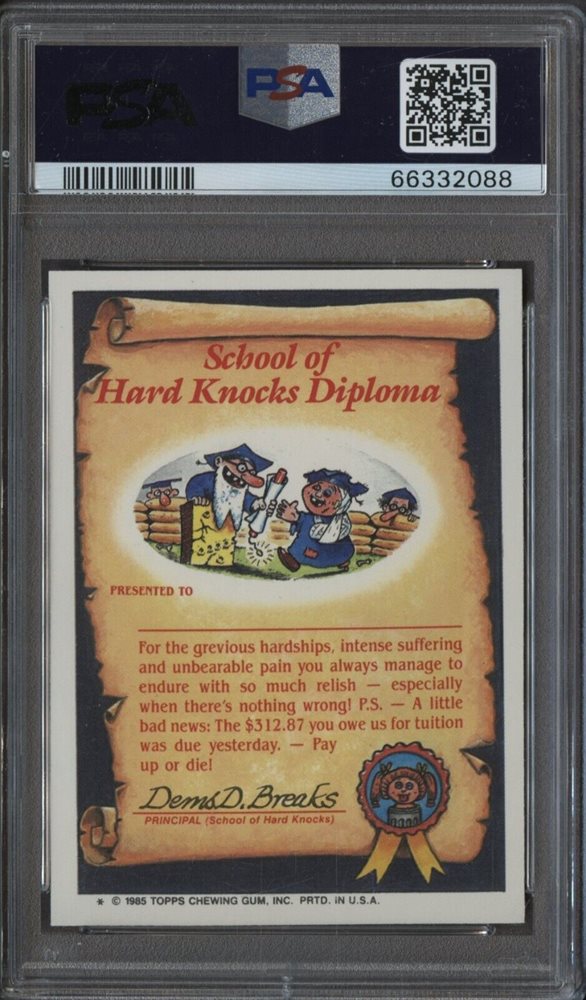 PSA
PSA
66332088
School of
Hard Knocks Diploma
PRESENTED TO
For the grevious hardships, intense suffering
and unbearable pain you always manage to
endure with so much relish — especially
when there's nothing wrong! P.S. — A little
bad news: The $312.87 you owe us for tuition
was due yesterday. — Pay
up or die!
Dems D. Breaks
PRINCIPAL (School of Hard Knocks)
* © 1985 TOPPS CHEWING GUM, INC. PRTD. IN U.S.A.